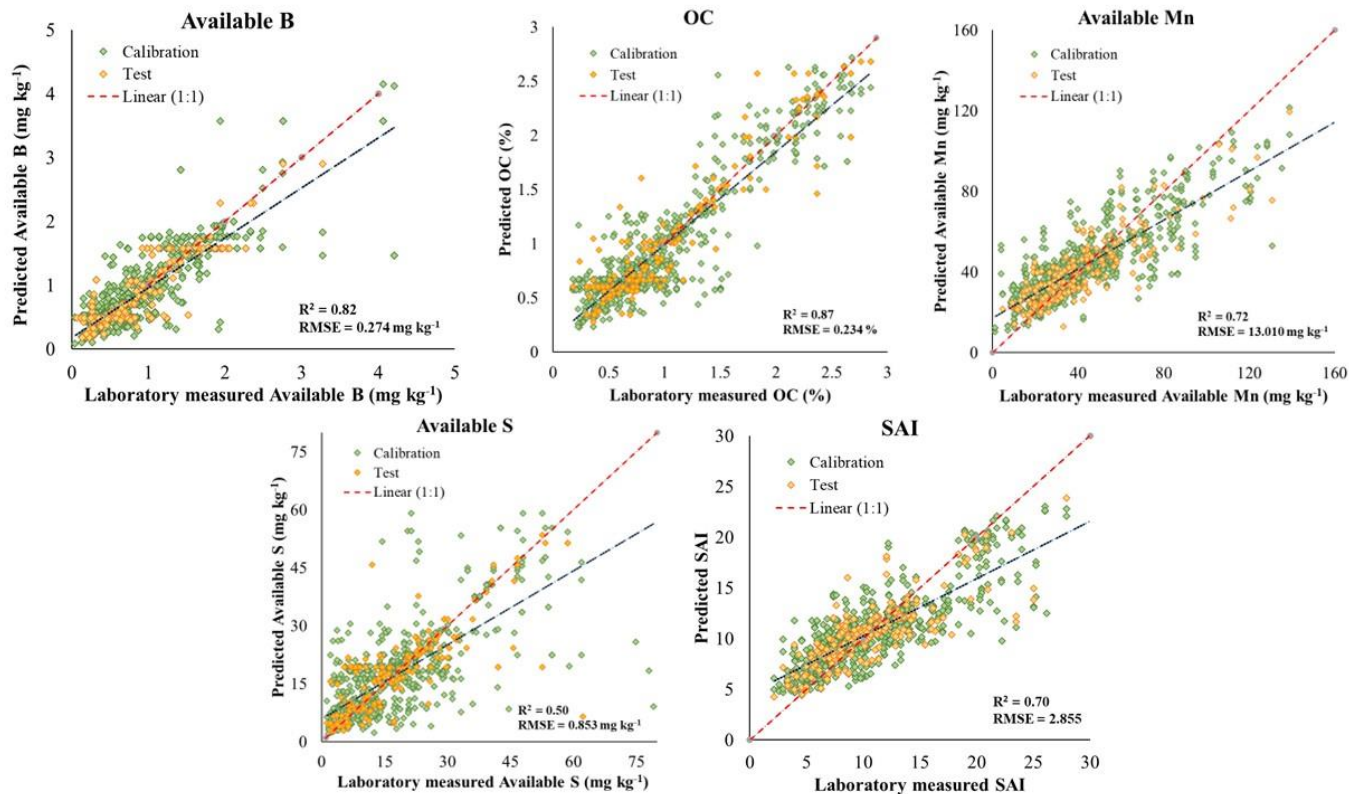 Available B
Predicted Available B (mg kg⁻¹)
5
4
3
2
1
0
Calibration
Test
Linear (1:1)
R² = 0.82
RMSE = 0.274 mg kg⁻¹
0 1 2 3 4 5
Laboratory measured Available B (mg kg⁻¹)
OC
Predicted OC (%)
3
2.5
2
1.5
1
0.5
0
Calibration
Test
Linear (1:1)
R² = 0.87
RMSE = 0.234 %
0 0.5 1 1.5 2 2.5 3
Laboratory measured OC (%)
Available Mn
Predicted Available Mn (mg kg⁻¹)
160
120
80
40
0
Calibration
Test
Linear (1:1)
R² = 0.72
RMSE = 13.010 mg kg⁻¹
0 40 80 120 160
Laboratory measured Available Mn (mg kg⁻¹)
Available S
Predicted Available S (mg kg⁻¹)
75
60
45
30
15
0
Calibration
Test
Linear (1:1)
R² = 0.50
RMSE = 0.853 mg kg⁻¹
0 15 30 45 60 75
Laboratory measured Available S (mg kg⁻¹)
SAI
Predicted SAI
30
25
20
15
10
5
0
Calibration
Test
Linear (1:1)
R² = 0.70
RMSE = 2.855
0 5 10 15 20 25 30
Laboratory measured SAI